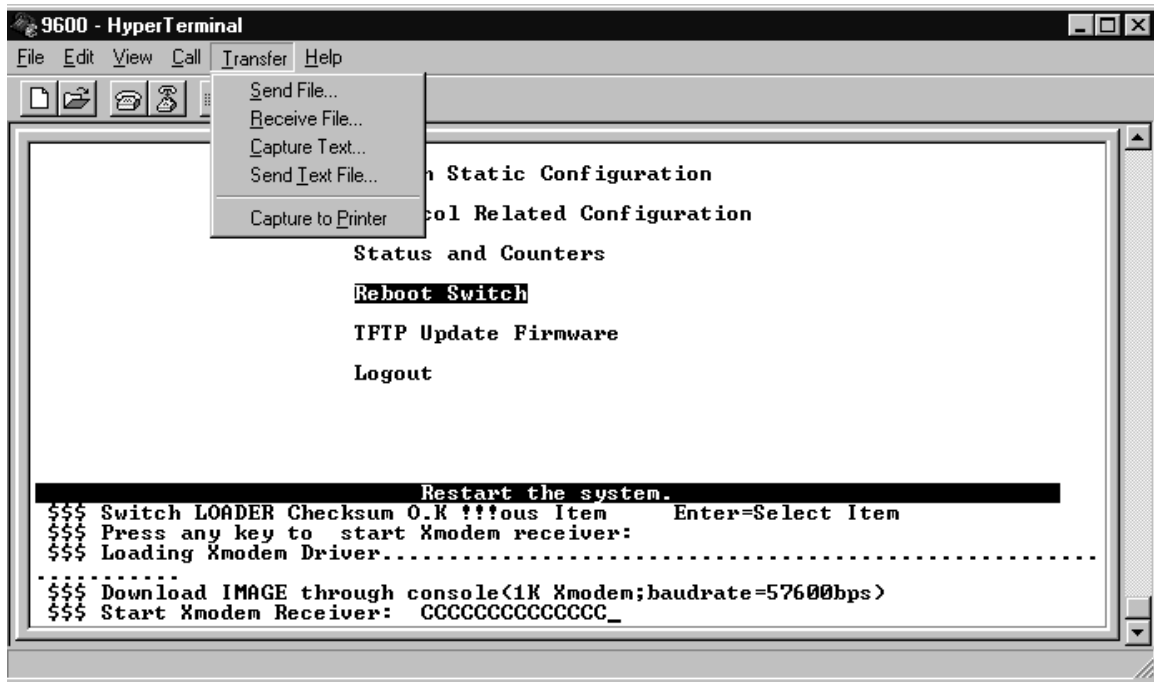 9600 - HyperTerminal
File Edit View Call Transfer Help
Send File...
Receive File...
Capture Text...
Send Text File...
Capture to Printer
Static Configuration
col Related Configuration
Status and Counters
Reboot Switch
TFTP Update Firmware
Logout
Restart the system.
$$$ Switch LOADER Checksum O.K !!!ous Item Enter=Select Item
$$$ Press any key to start Xmodem receiver:
$$$ Loading Xmodem Driver.......................................................
...........
$$$ Download IMAGE through console(1K Xmodem;baudrate=57600bps)
$$$ Start Xmodem Receiver: CCCCCCCCCCCCCC_